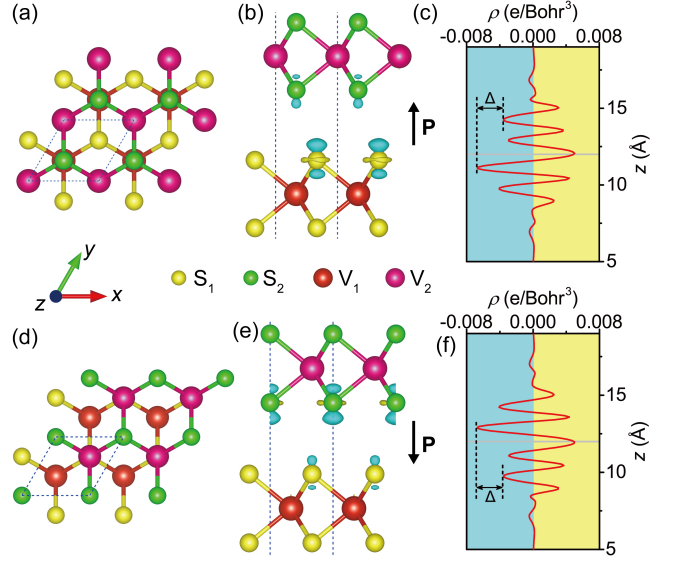 (a)
(b)
(c)
ρ (e/Bohr³)
-0.008 0.000 0.008
Δ
P
15
10
5
z (Å)
y
z
x
S₁ S₂ V₁ V₂
(d)
(e)
(f)
ρ (e/Bohr³)
-0.008 0.000 0.008
P
Δ
15
10
5
z (Å)